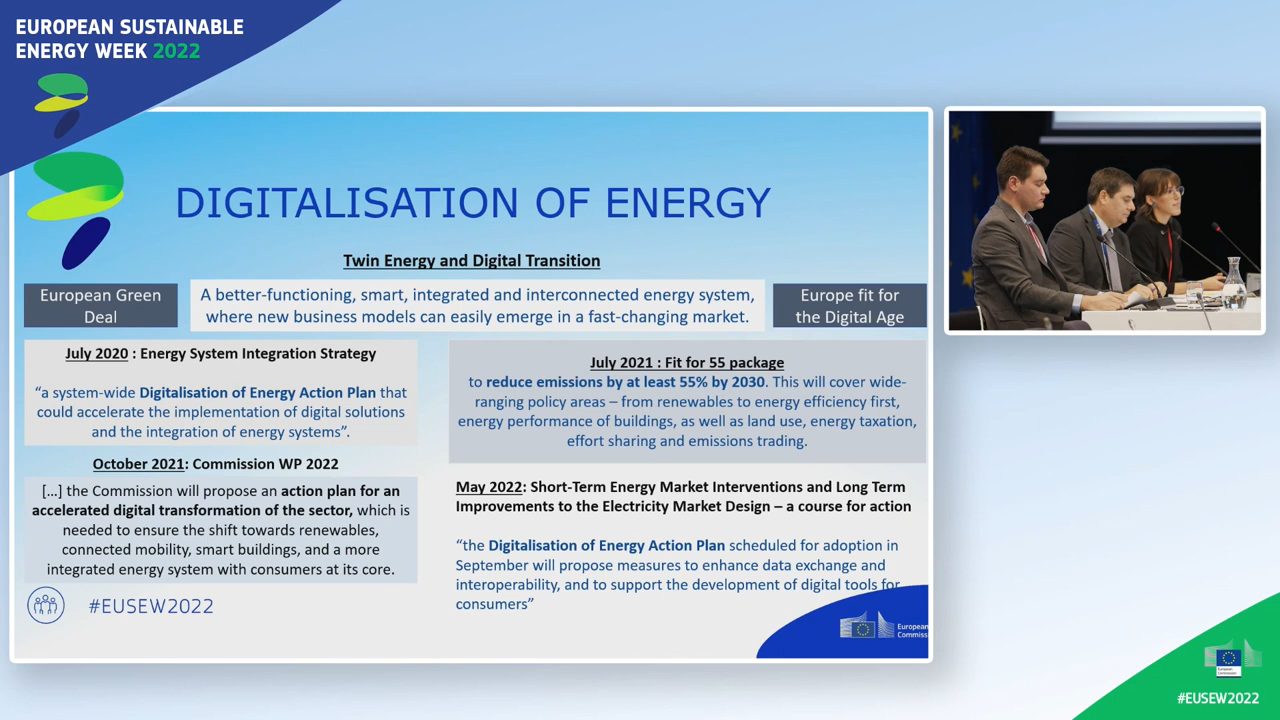 EUROPEAN SUSTAINABLE
ENERGY WEEK 2022
DIGITALISATION OF ENERGY
Twin Energy and Digital Transition
European Green
Deal
A better-functioning, smart, integrated and interconnected energy system,
where new business models can easily emerge in a fast-changing market.
Europe fit for
the Digital Age
July 2020 : Energy System Integration Strategy
“a system-wide Digitalisation of Energy Action Plan that
could accelerate the implementation of digital solutions
and the integration of energy systems”.
October 2021: Commission WP 2022
[...] the Commission will propose an action plan for an
accelerated digital transformation of the sector, which is
needed to ensure the shift towards renewables,
connected mobility, smart buildings, and a more
integrated energy system with consumers at its core.
#EUSEW2022
July 2021 : Fit for 55 package
to reduce emissions by at least 55% by 2030. This will cover wide-
ranging policy areas – from renewables to energy efficiency first,
energy performance of buildings, as well as land use, energy taxation,
effort sharing and emissions trading.
May 2022: Short-Term Energy Market Interventions and Long Term
Improvements to the Electricity Market Design – a course for action
“the Digitalisation of Energy Action Plan scheduled for adoption in
September will propose measures to enhance data exchange and
interoperability, and to support the development of digital tools for
consumers”
European
Commis
European
Commission
#EUSEW2022